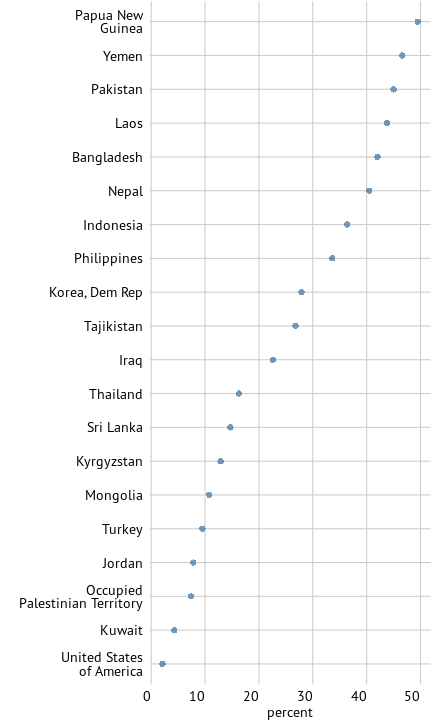 Papua New
Guinea
Yemen
Pakistan
Laos
Bangladesh
Nepal
Indonesia
Philippines
Korea, Dem Rep
Tajikistan
Iraq
Thailand
Sri Lanka
Kyrgyzstan
Mongolia
Turkey
Jordan
Occupied
Palestinian Territory
Kuwait
United States
of America
0 10 20 30 40 50
percent